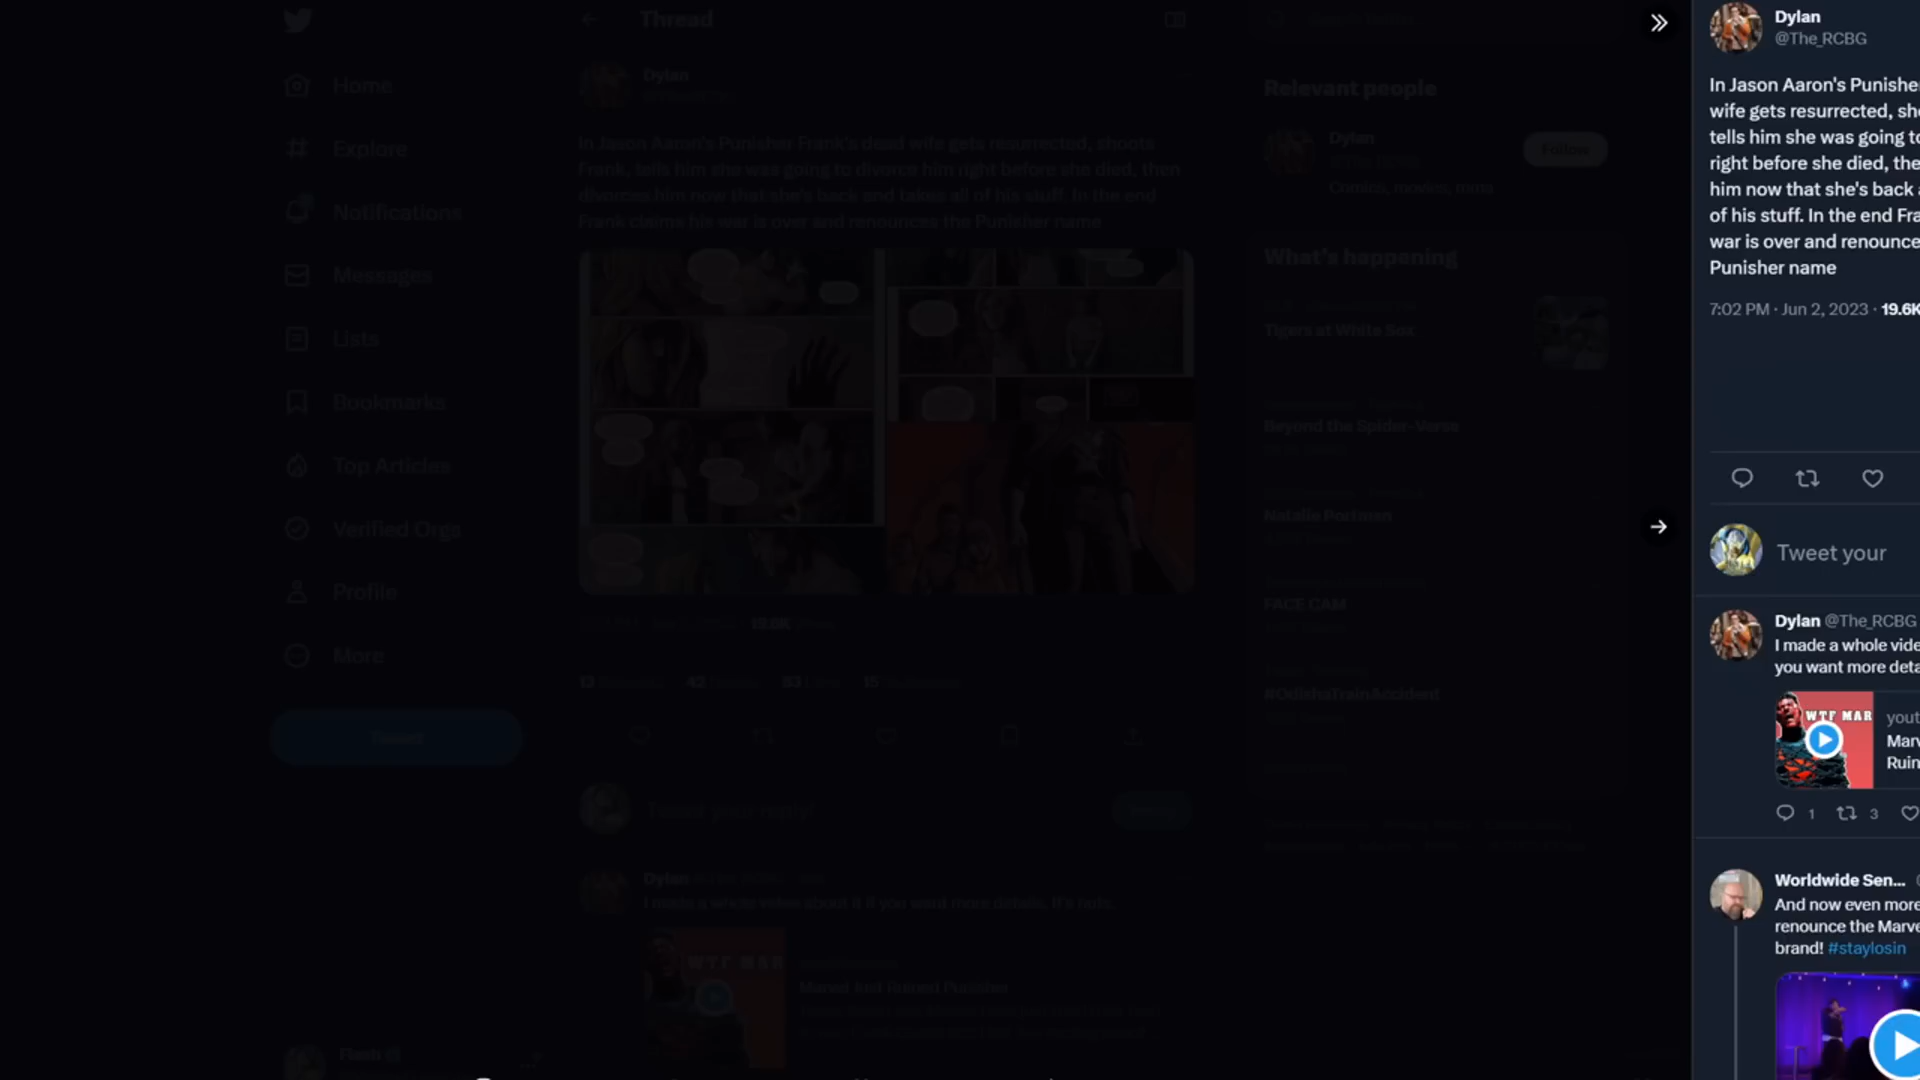 Thread
Home
Explore
Notifications
Messages
Lists
Bookmarks
Top Articles
Verified Orgs
Profile
More
Dylan
In Jason Aaron's Punisher Frank's dead wife gets resurrected, shoots
Frank, tells him she was going to divorce him right before she died, then
divorces him now that she's back and takes all of his stuff. In the end
Frank claims his war is over and renounces the Punisher name
19.6K
12
42
15
Dylan
I made a whole video about it if you want more details. It's nuts.
WTF MAR
Marvel Just Ruined Punisher
Relevant people
Dylan
Follow
Comics, movies, mma
What's happening
Tigers at White Sox
Beyond the Spider-Verse
Natalie Portman
FACE CAM
#OdishaTrainAccident
Dylan
@The_RCBG
In Jason Aaron's Punisher
wife gets resurrected, sh
tells him she was going to
right before she died, the
him now that she's back
of his stuff. In the end Fra
war is over and renounce
Punisher name
7:02 PM · Jun 2, 2023 · 19.6K
Tweet your
Dylan @The_RCBG
I made a whole vide
you want more deta
WTF MAR
yout
Marv
Ruin
1 3
Worldwide Sen...
And now even more
renounce the Marve
brand! #staylosin